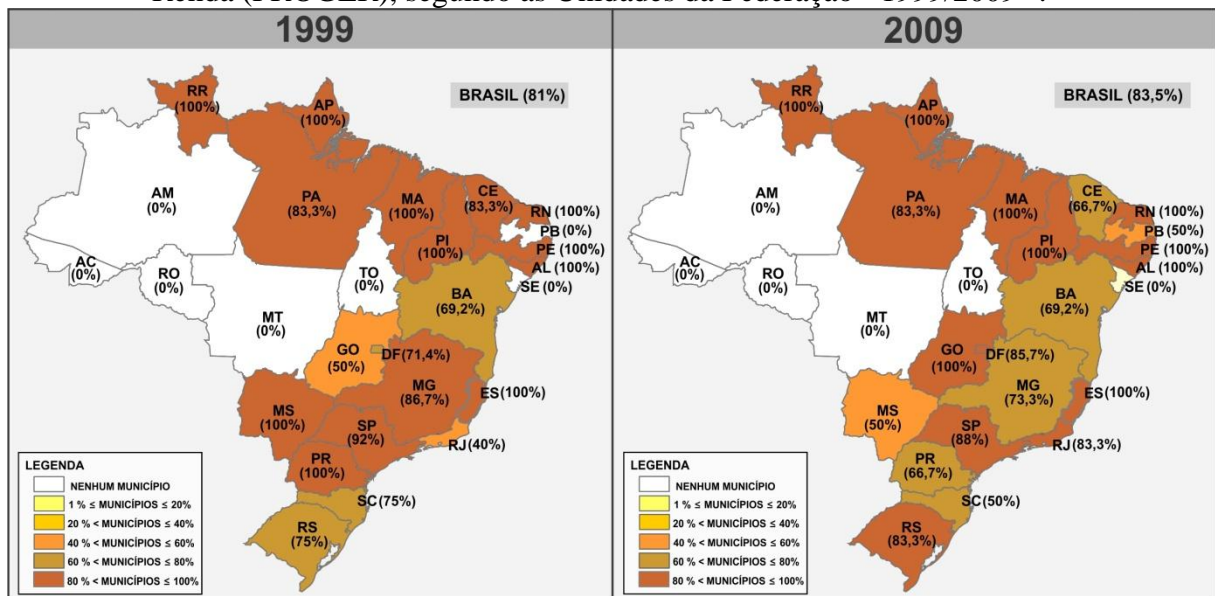 Renda (PROGER), segundo as Unidades da Federação - 1999/2009
1999
BRASIL (81%)
RR
(100%)
AP
(100%)
AM
(0%)
PA
(83,3%)
MA
(100%)
CE
(83,3%)
RN (100%)
PB (0%)
PI
(100%)
PE (100%)
AL (100%)
SE (0%)
AC
(0%)
RO
(0%)
TO
(0%)
BA
(69,2%)
MT
(0%)
GO
(50%)
DF (71,4%)
MG
(86,7%)
ES (100%)
MS
(100%)
SP
(92%)
RJ (40%)
PR
(100%)
SC (75%)
RS
(75%)
LEGENDA
NENHUM MUNICÍPIO
1 % ≤ MUNICÍPIOS ≤ 20%
20 % < MUNICÍPIOS ≤ 40%
40 % < MUNICÍPIOS ≤ 60%
60 % < MUNICÍPIOS ≤ 80%
80 % < MUNICÍPIOS ≤ 100%
2009
BRASIL (83,5%)
RR
(100%)
AP
(100%)
AM
(0%)
PA
(83,3%)
MA
(100%)
CE
(66,7%)
RN (100%)
PB (50%)
PI
(100%)
PE (100%)
AL (100%)
SE (0%)
AC
(0%)
RO
(0%)
TO
(0%)
BA
(69,2%)
MT
(0%)
GO
(100%)
DF (85,7%)
MG
(73,3%)
ES (100%)
MS
(50%)
SP
(88%)
RJ (83,3%)
PR
(66,7%)
SC (50%)
RS
(83,3%)
LEGENDA
NENHUM MUNICÍPIO
1 % ≤ MUNICÍPIOS ≤ 20%
20 % < MUNICÍPIOS ≤ 40%
40 % < MUNICÍPIOS ≤ 60%
60 % < MUNICÍPIOS ≤ 80%
80 % < MUNICÍPIOS ≤ 100%